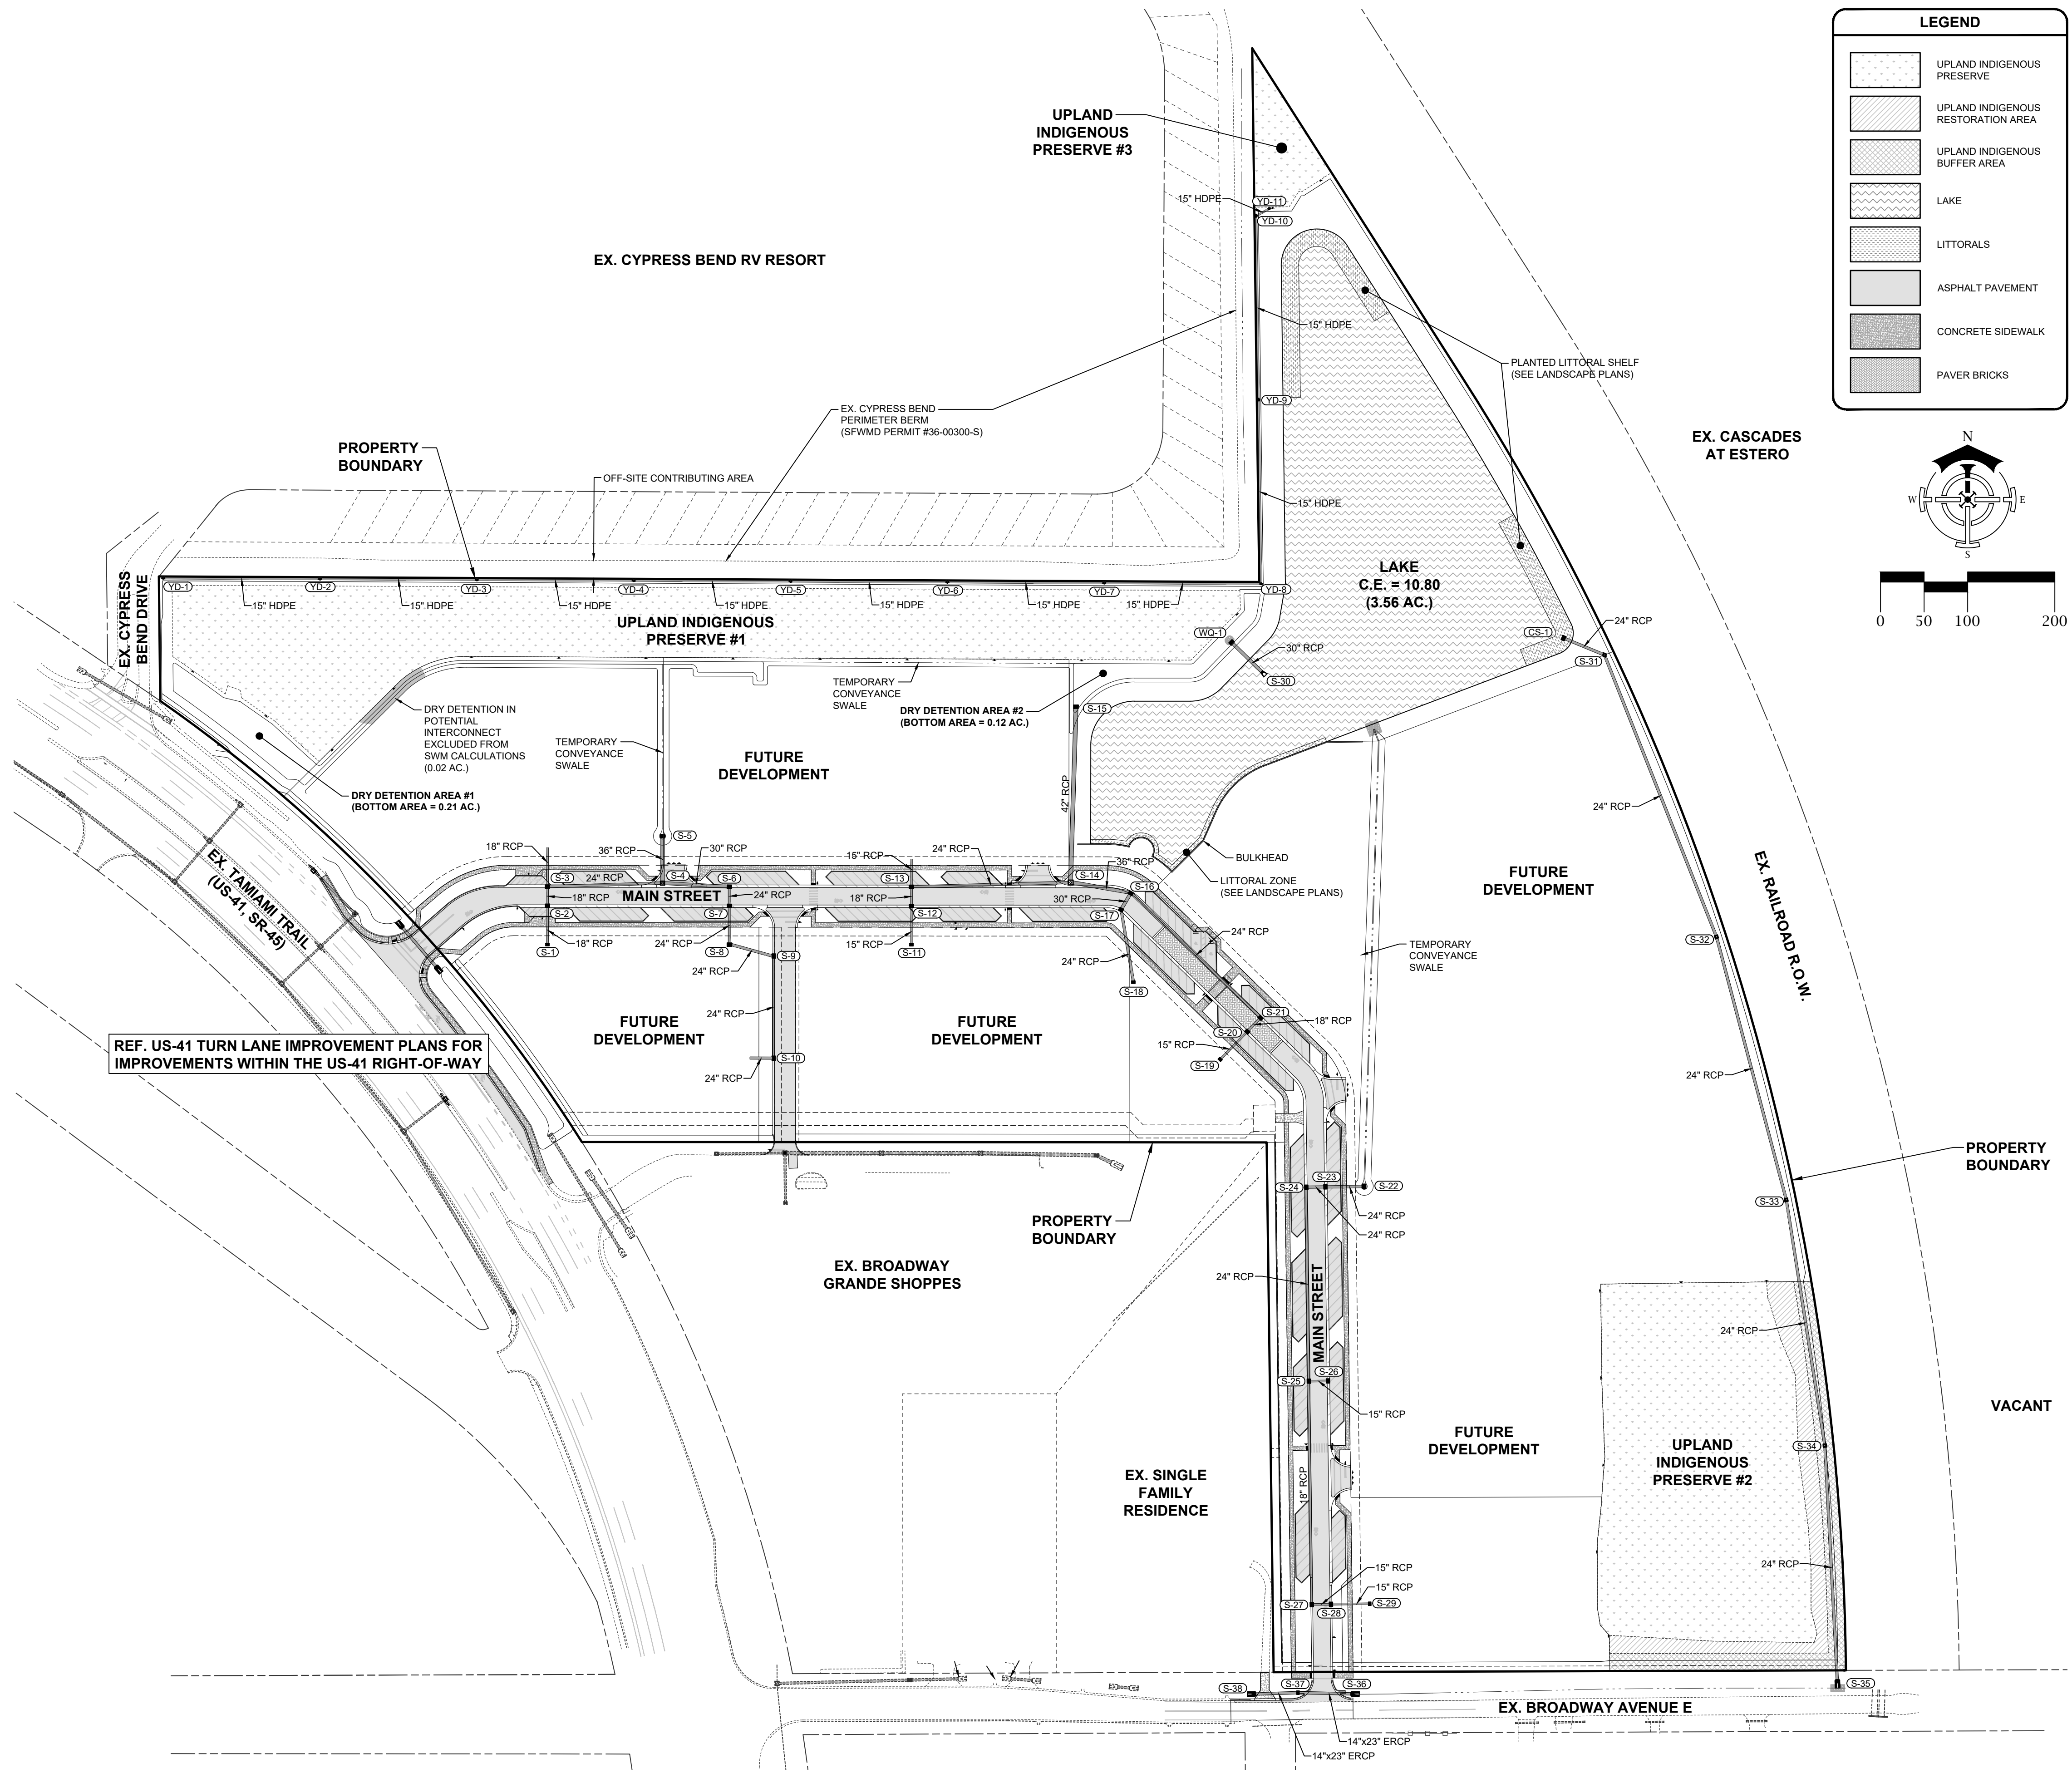 LEGEND
UPLAND INDIGENOUS
PRESERVE
UPLAND INDIGENOUS
RESTORATION AREA
UPLAND INDIGENOUS
BUFFER AREA
LAKE
LITTORALS
ASPHALT PAVEMENT
CONCRETE SIDEWALK
PAVER BRICKS
N
W
E
S
0
50
100
200
UPLAND
INDIGENOUS
PRESERVE #3
15" HDPE
YD-11
YD-10
EX. CYPRESS BEND RV RESORT
15" HDPE
PLANTED LITTORAL SHELF
(SEE LANDSCAPE PLANS)
YD-9
EX. CYPRESS BEND
PERIMETER BERM
(SFWMD PERMIT #36-00300-S)
EX. CASCADES
AT ESTERO
PROPERTY
BOUNDARY
OFF-SITE CONTRIBUTING AREA
15" HDPE
LAKE
C.E. = 10.80
(3.56 AC.)
EX. CYPRESS
BEND DRIVE
YD-1
YD-2
YD-3
YD-4
YD-5
YD-6
YD-7
YD-8
15" HDPE
15" HDPE
15" HDPE
15" HDPE
15" HDPE
15" HDPE
15" HDPE
UPLAND INDIGENOUS
PRESERVE #1
WQ-1
30" RCP
S-30
CS-1
24" RCP
S-31
DRY DETENTION IN
POTENTIAL
INTERCONNECT
EXCLUDED FROM
SWM CALCULATIONS
(0.02 AC.)
TEMPORARY
CONVEYANCE
SWALE
TEMPORARY
CONVEYANCE
SWALE
DRY DETENTION AREA #2
(BOTTOM AREA = 0.12 AC.)
S-15
FUTURE
DEVELOPMENT
DRY DETENTION AREA #1
(BOTTOM AREA = 0.21 AC.)
42" RCP
24" RCP
EX. TAMIAMI TRAIL
(US-41, SR-45)
S-5
18" RCP
36" RCP
30" RCP
15" RCP
24" RCP
36" RCP
BULKHEAD
LITTORAL ZONE
(SEE LANDSCAPE PLANS)
FUTURE
DEVELOPMENT
EX. RAILROAD R.O.W.
S-3
24" RCP
S-4
S-6
S-13
S-14
S-16
18" RCP
MAIN STREET
24" RCP
18" RCP
30" RCP
S-2
S-7
S-12
S-17
18" RCP
24" RCP
15" RCP
24" RCP
S-1
S-8
S-9
S-11
24" RCP
24" RCP
S-18
TEMPORARY
CONVEYANCE
SWALE
S-32
24" RCP
FUTURE
DEVELOPMENT
FUTURE
DEVELOPMENT
S-21
18" RCP
S-20
15" RCP
S-19
S-10
24" RCP
24" RCP
REF. US-41 TURN LANE IMPROVEMENT PLANS FOR
IMPROVEMENTS WITHIN THE US-41 RIGHT-OF-WAY
PROPERTY
BOUNDARY
S-23
S-24
S-22
24" RCP
24" RCP
S-33
PROPERTY
BOUNDARY
EX. BROADWAY
GRANDE SHOPPES
24" RCP
MAIN STREET
24" RCP
S-26
S-25
15" RCP
VACANT
FUTURE
DEVELOPMENT
UPLAND
INDIGENOUS
PRESERVE #2
S-34
EX. SINGLE
FAMILY
RESIDENCE
18" RCP
24" RCP
15" RCP
15" RCP
S-27
S-28
S-29
S-38
S-37
S-36
S-35
EX. BROADWAY AVENUE E
14"x23" ERCP
14"x23" ERCP